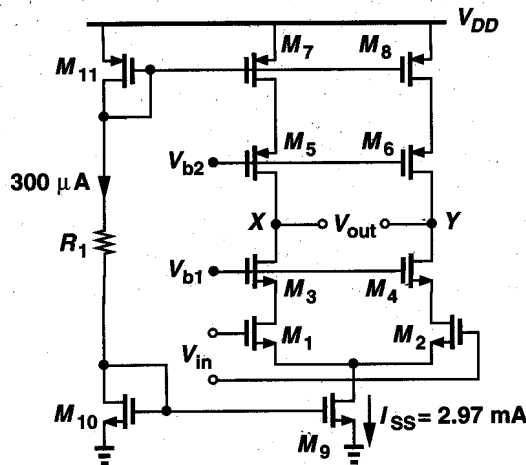 V_DD
M_7
M_8
M_11
M_5
M_6
V_b2
300 μA
X
V_out
Y
R_1
V_b1
M_3
M_4
M_1
M_2
V_in
M_10
I_SS = 2.97 mA
M_9